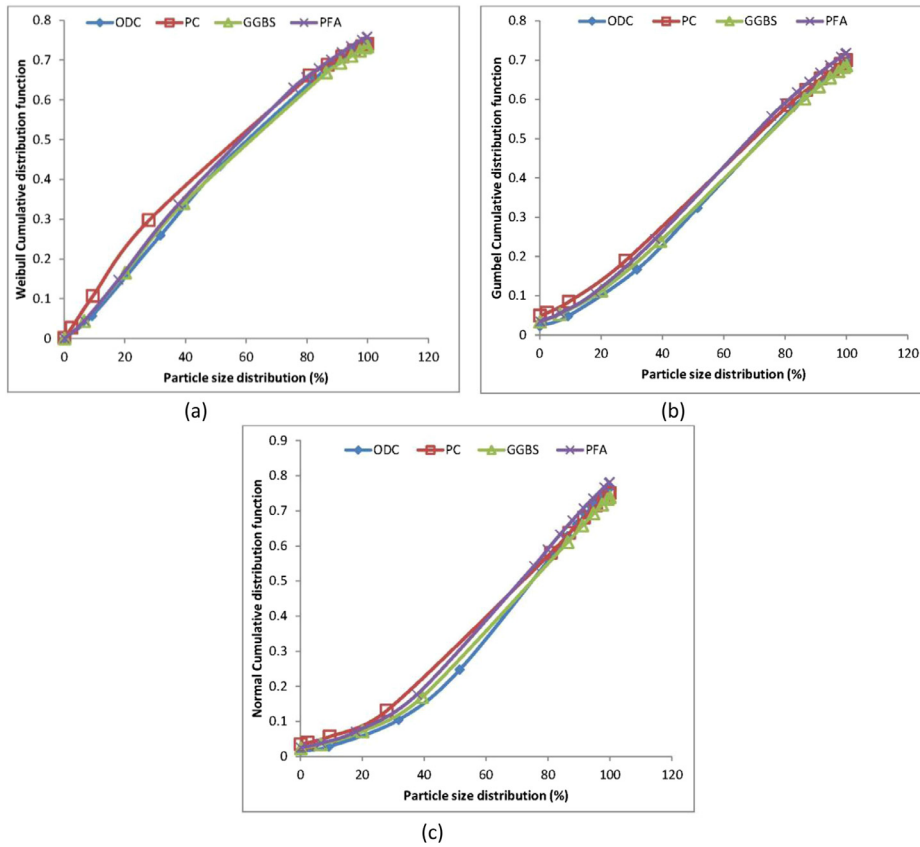 ODC PC GGBS PFA
0.8
0.7
0.6
0.5
0.4
0.3
0.2
0.1
0
Weibull Cumulative distribution function
0 20 40 60 80 100 120
Particle size distribution (%)
(a)
ODC PC GGBS PFA
0.8
0.7
0.6
0.5
0.4
0.3
0.2
0.1
0
Gumbel Cumulative distribution function
0 20 40 60 80 100 120
Particle size distribution (%)
(b)
ODC PC GGBS PFA
0.9
0.8
0.7
0.6
0.5
0.4
0.3
0.2
0.1
0
Normal Cumulative distribution function
0 20 40 60 80 100 120
Particle size distribution (%)
(c)